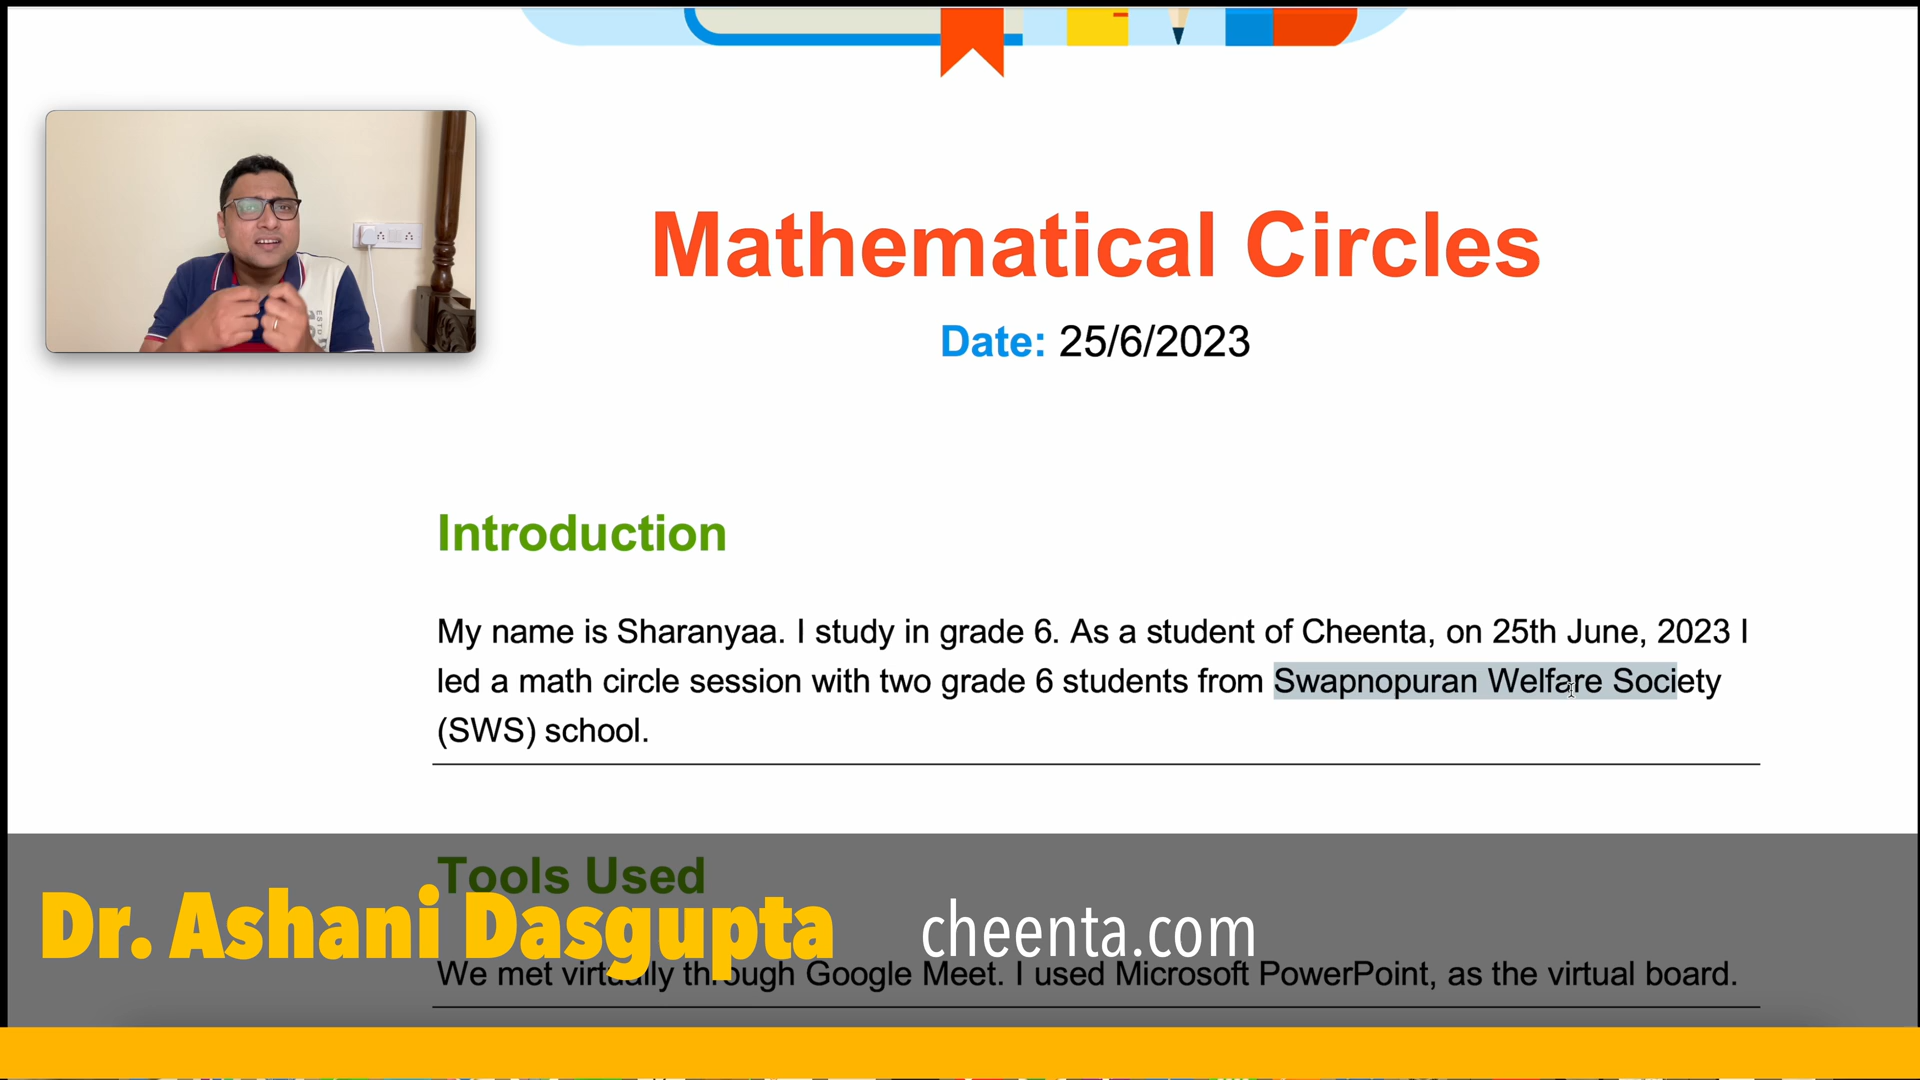 Mathematical Circles
Date: 25/6/2023
Introduction
My name is Sharanyaa. I study in grade 6. As a student of Cheenta, on 25th June, 2023 I
led a math circle session with two grade 6 students from Swapnopuran Welfare Society
(SWS) school.
Tools Used
Dr. Ashani Dasgupta
cheenta.com
We met virtually through Google Meet. I used Microsoft PowerPoint, as the virtual board.